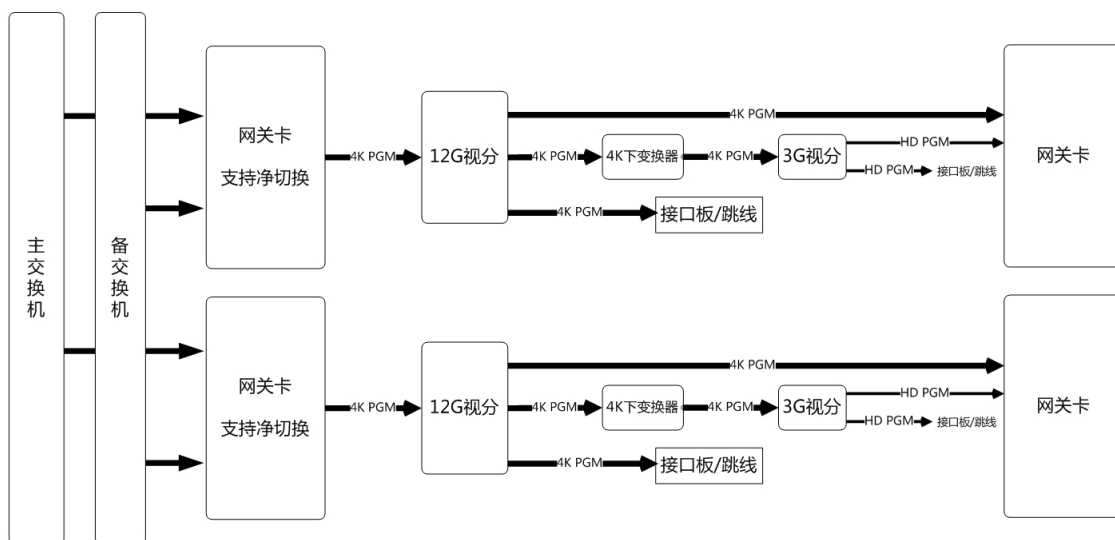 主交换机
备交换机
网关卡
支持净切换
4K PGM
12G视分
4K PGM
4K PGM
4K下变换器
4K PGM
3G视分
HD PGM
HD PGM
接口板/跳线
4K PGM
接口板/跳线
网关卡
网关卡
支持净切换
4K PGM
12G视分
4K PGM
4K PGM
4K下变换器
4K PGM
3G视分
HD PGM
HD PGM
接口板/跳线
4K PGM
接口板/跳线
网关卡